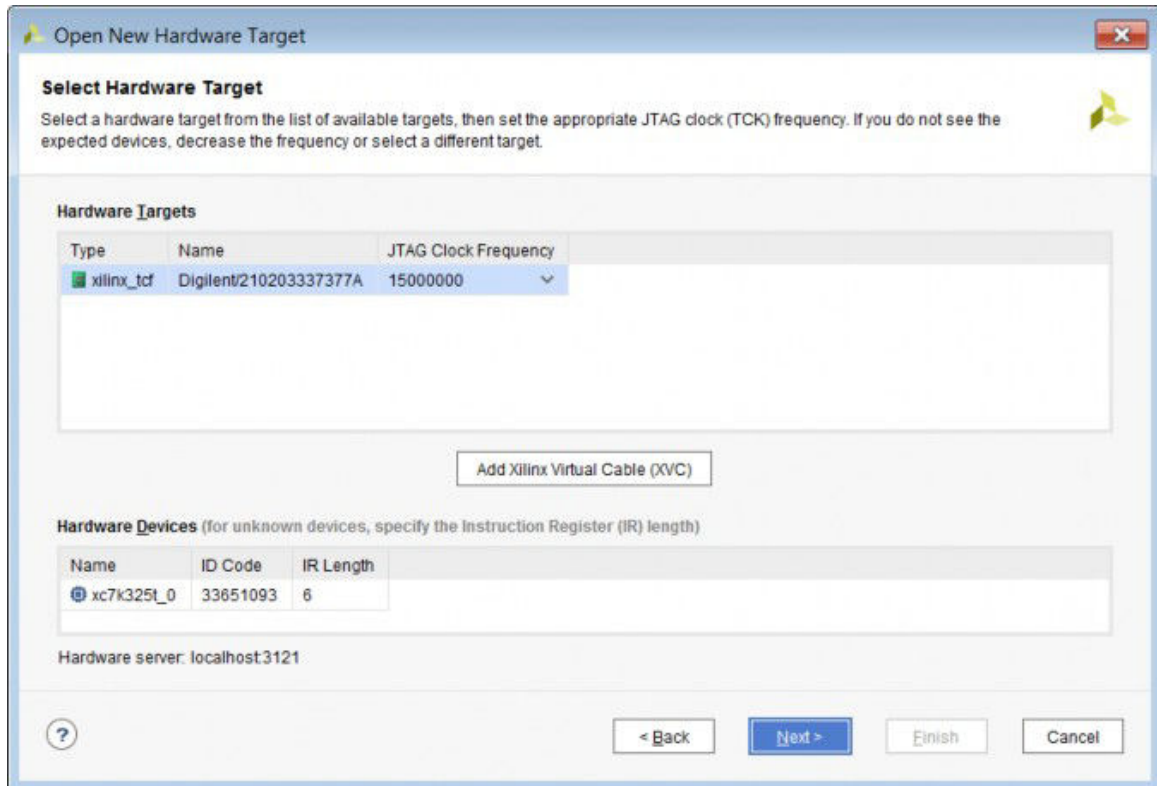 Open New Hardware Target
Select Hardware Target
Select a hardware target from the list of available targets, then set the appropriate JTAG clock (TCK) frequency. If you do not see the
expected devices, decrease the frequency or select a different target.
Hardware Targets
Type Name JTAG Clock Frequency
xilinx_tcf Digilent/210203337377A 15000000
Add Xilinx Virtual Cable (XVC)
Hardware Devices (for unknown devices, specify the Instruction Register (IR) length)
Name ID Code IR Length
xc7k325t_0 33651093 6
Hardware server: localhost:3121
? < Back Next > Finish Cancel